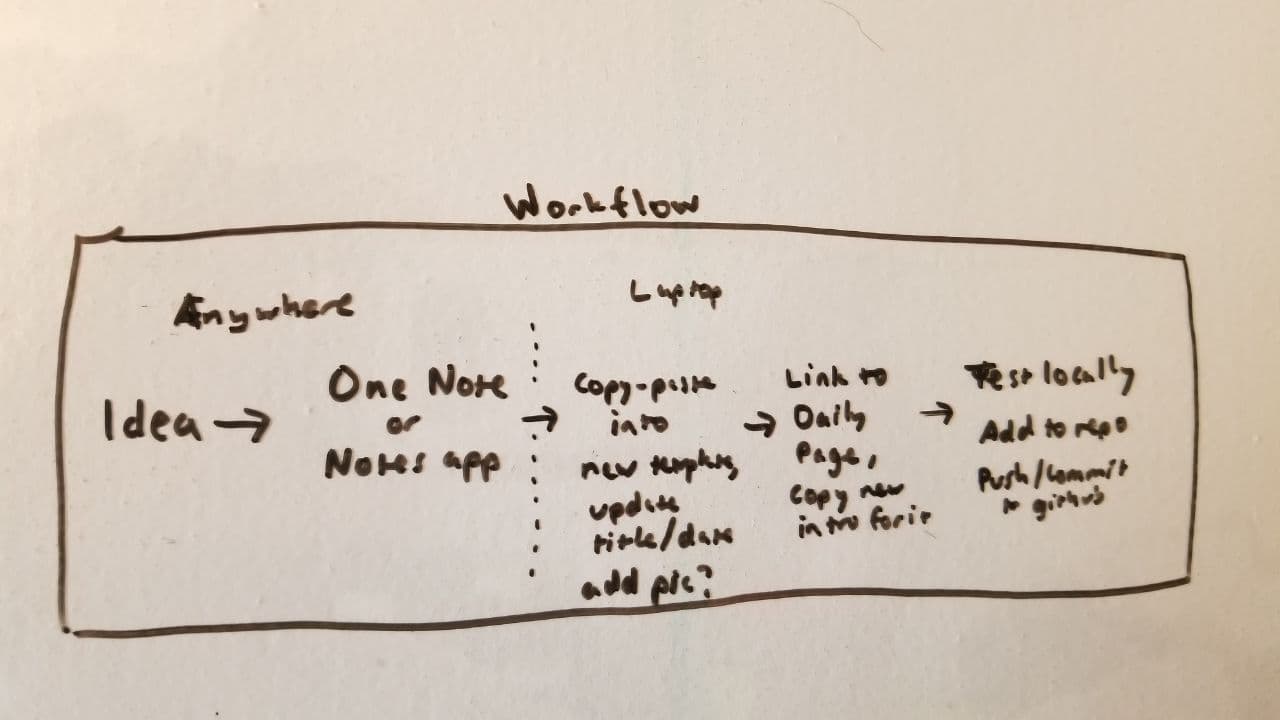 Workflow
Anywhere
Laptop
Idea →
One Note
or
Notes app
→
Copy-paste
into
new template,
update
title/date
add pic?
→
Link to
Daily
Page,
copy new
intro for it
→
Test locally
Add to repo
Push/commit
to github